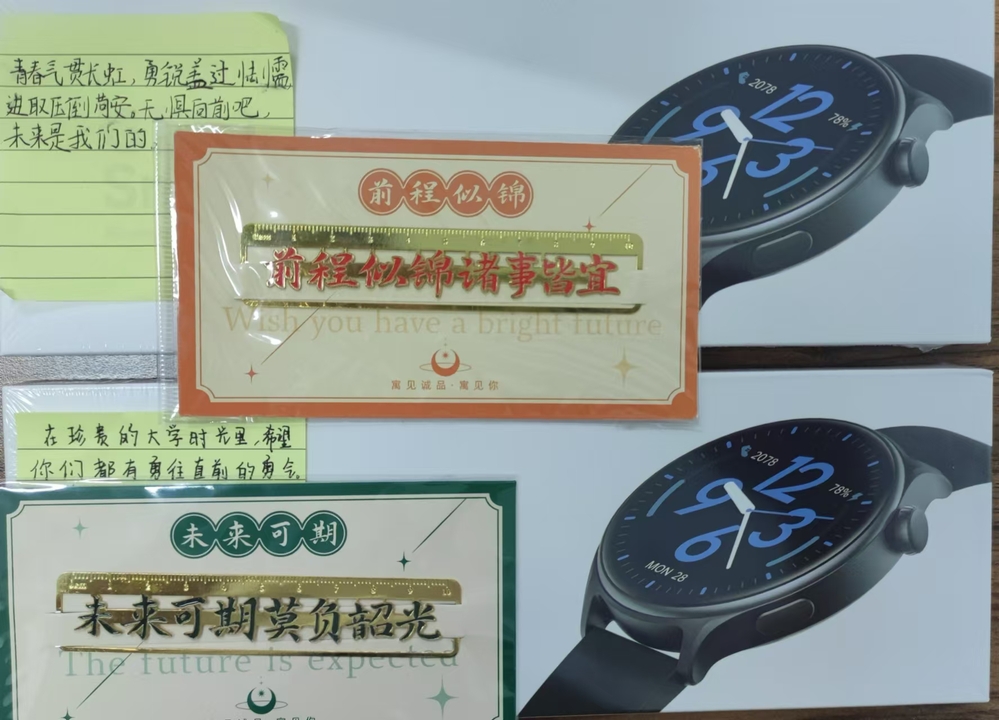 青春气贯长虹，勇锐盖过怯懦，
进取压倒苟安。无惧向前吧，
未来是我们的
前程似锦
前程似锦诸事皆宜
Wish you have a bright future
寓见诚品·寓见你
2078
12
78%
9
3
6
在珍贵的大学时光里，希望
你们都有勇往直前的勇气。
未来可期
未来可期莫负韶光
The future is expected
2078
12
78%
9
3
6
MON 28